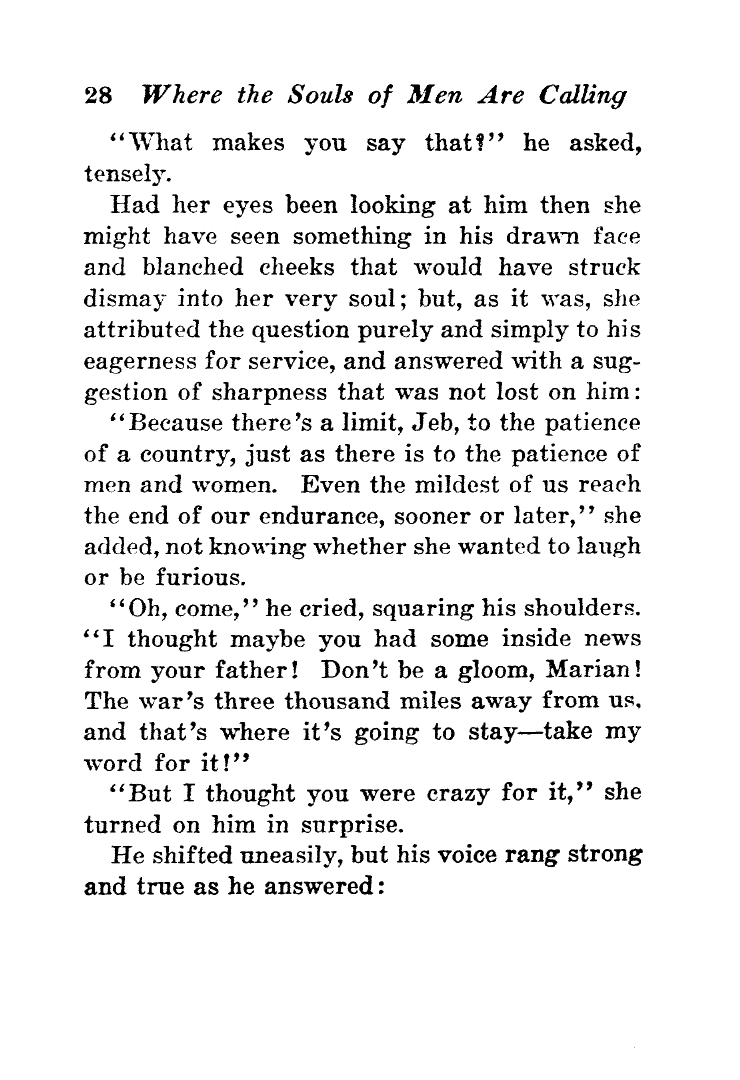 28 Where the Souls of Men Are Calling
“What makes you say that?” he asked,
tensely.
Had her eyes been looking at him then she
might have seen something in his drawn face
and blanched cheeks that would have struck
dismay into her very soul; but, as it was, she
attributed the question purely and simply to his
eagerness for service, and answered with a sug-
gestion of sharpness that was not lost on him:
“Because there’s a limit, Jeb, to the patience
of a country, just as there is to the patience of
men and women. Even the mildest of us reach
the end of our endurance, sooner or later,” she
added, not knowing whether she wanted to laugh
or be furious.
“Oh, come,” he cried, squaring his shoulders.
“I thought maybe you had some inside news
from your father! Don’t be a gloom, Marian!
The war’s three thousand miles away from us,
and that’s where it’s going to stay—take my
word for it!”
“But I thought you were crazy for it,” she
turned on him in surprise.
He shifted uneasily, but his voice rang strong
and true as he answered: